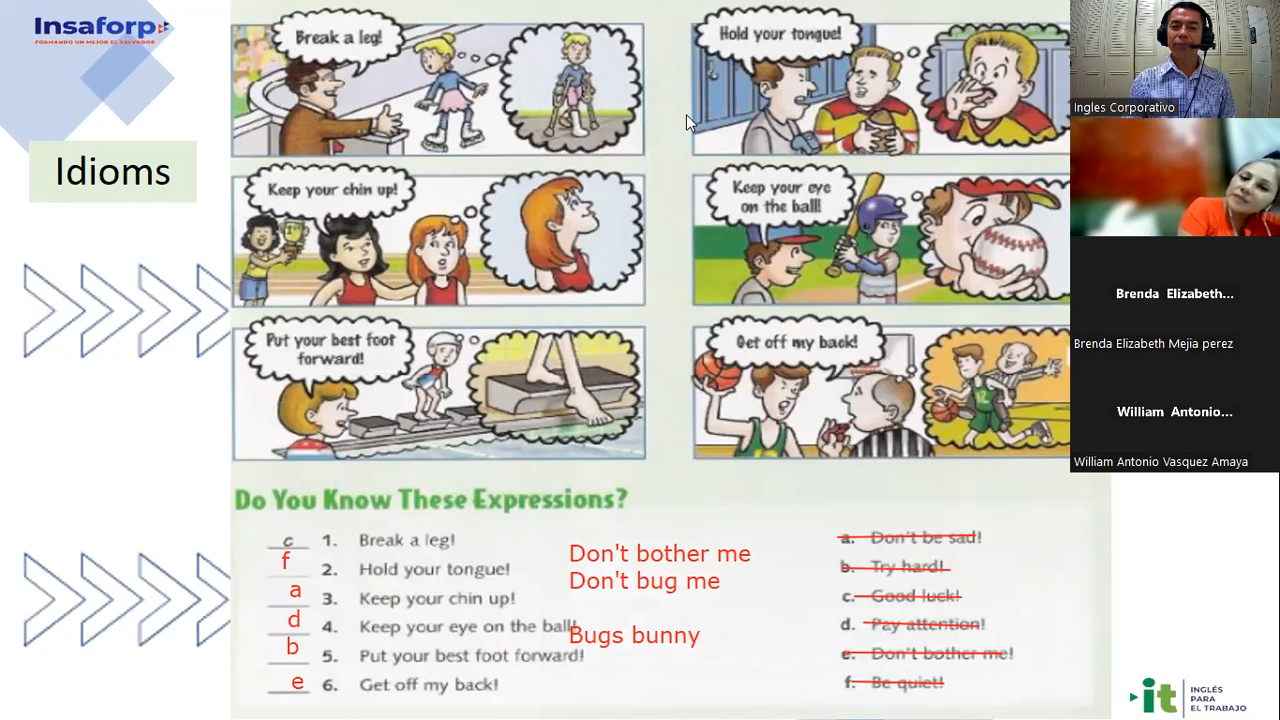 Insaforp
FORMANDO UN MEJOR EL SALVADOR
Idioms
Break a leg!
Hold your tongue!
Keep your chin up!
Keep your eye
on the ball!
Put your best foot
forward!
Get off my back!
Do You Know These Expressions?
c 1. Break a leg!
f 2. Hold your tongue!
a 3. Keep your chin up!
d 4. Keep your eye on the ball!
b 5. Put your best foot forward!
e 6. Get off my back!
Don't bother me
Don't bug me
Bugs bunny
a. Don't be sad!
b. Try hard!
c. Good luck!
d. Pay attention!
e. Don't bother me!
f. Be quiet!
Ingles Corporativo
Brenda Elizabeth...
Brenda Elizabeth Mejia perez
William Antonio...
William Antonio Vasquez Amaya
it
INGLÉS
PARA
EL TRABAJO